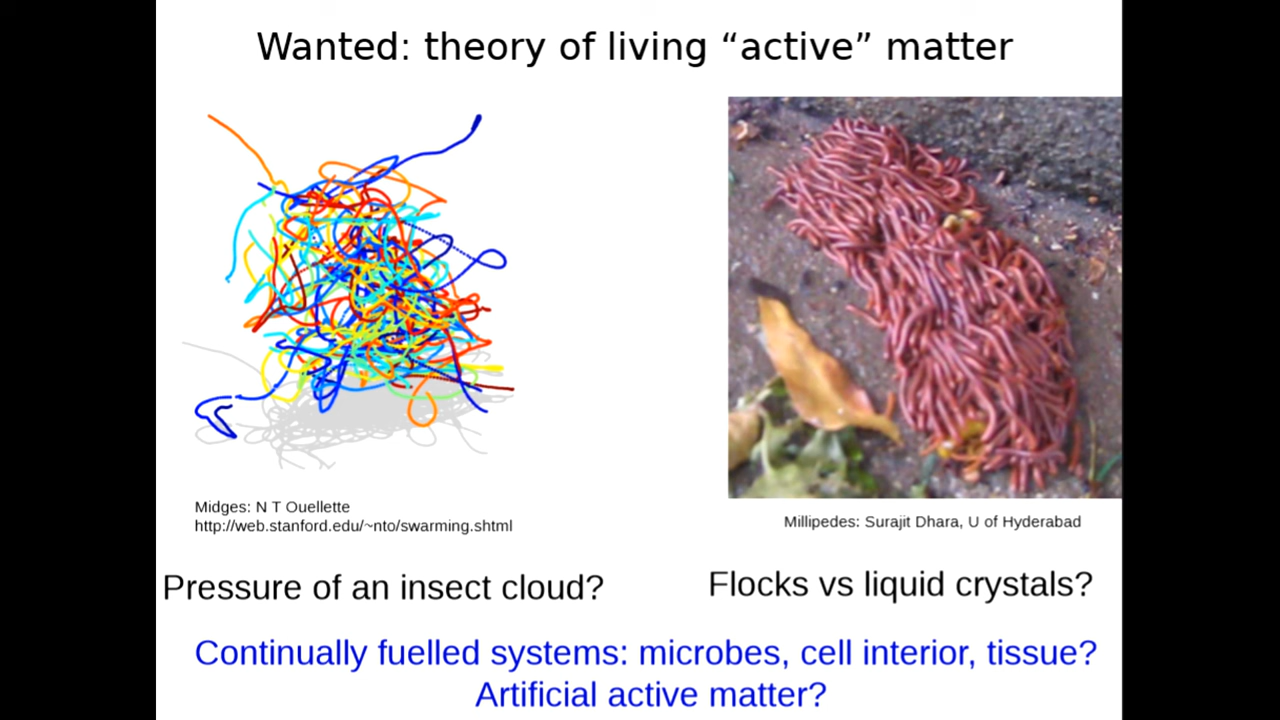 Wanted: theory of living “active” matter
Midges: N T Ouellette
http://web.stanford.edu/~nto/swarming.shtml
Millipedes: Surajit Dhara, U of Hyderabad
Pressure of an insect cloud?
Flocks vs liquid crystals?
Continually fuelled systems: microbes, cell interior, tissue?
Artificial active matter?